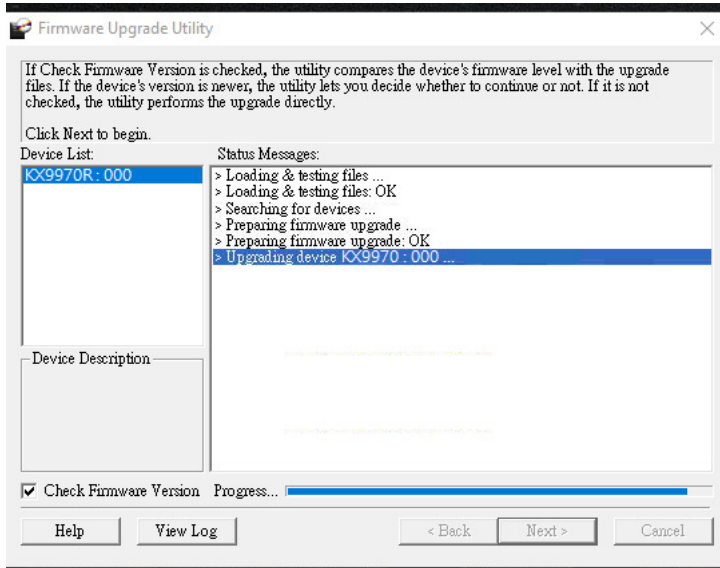 Firmware Upgrade Utility
If Check Firmware Version is checked, the utility compares the device's firmware level with the upgrade
files. If the device's version is newer, the utility lets you decide whether to continue or not. If it is not
checked, the utility performs the upgrade directly.
Click Next to begin.
Device List:
KX9970R : 000
Status Messages:
> Loading & testing files ...
> Loading & testing files: OK
> Searching for devices ...
> Preparing firmware upgrade ...
> Preparing firmware upgrade: OK
> Upgrading device KX9970 : 000 ...
Device Description
Check Firmware Version
Progress...
Help
View Log
< Back
Next >
Cancel